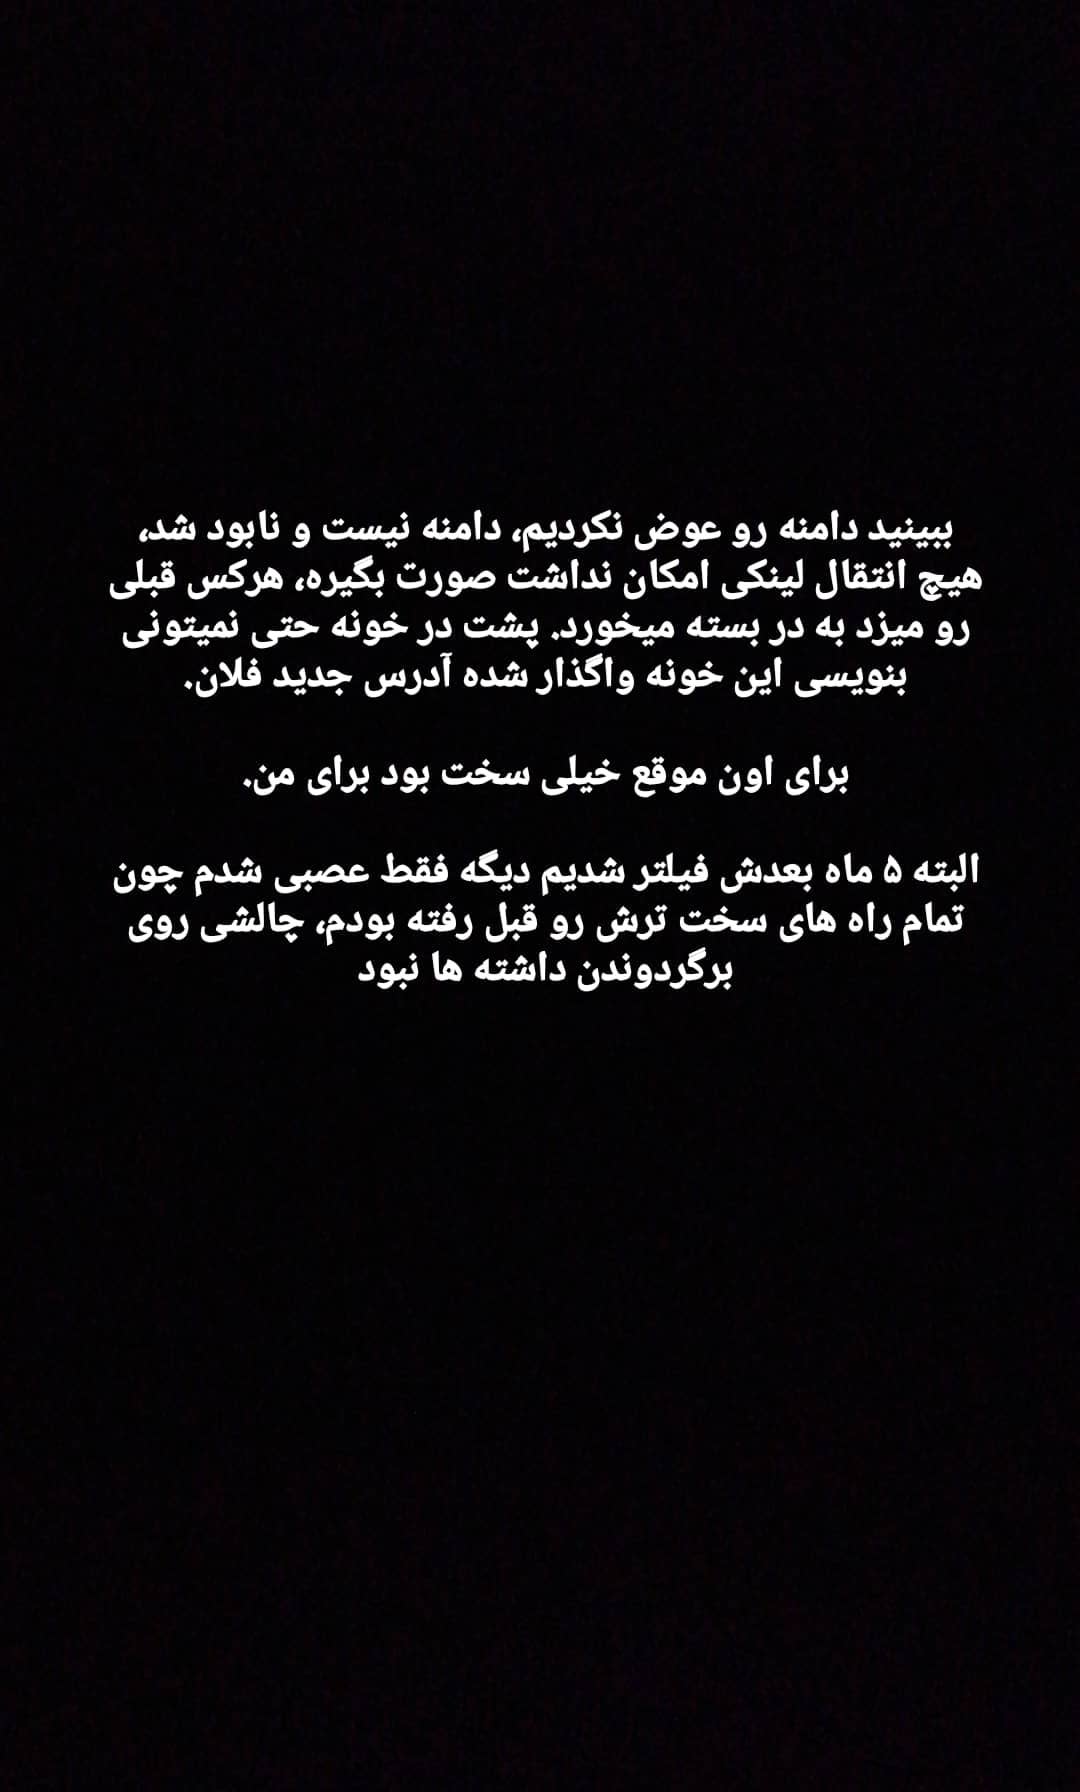 ببینید دامنه رو عوض نکردیم، دامنه نیست و نابود شد،
هیچ انتقال لینکی امکان نداشت صورت بگیره، هرکس قبلی
رو میزد به در بسته میخورد. پشت در خونه حتی نمیتونی
بنویسی این خونه واگذار شده آدرس جدید فلان.
برای اون موقع خیلی سخت بود برای من.
البته ۵ ماه بعدش فیلتر شدیم دیگه فقط عصبی شدم چون
تمام راه های سخت ترش رو قبل رفته بودم، چالشی روی
برگردوندن داشته ها نبود